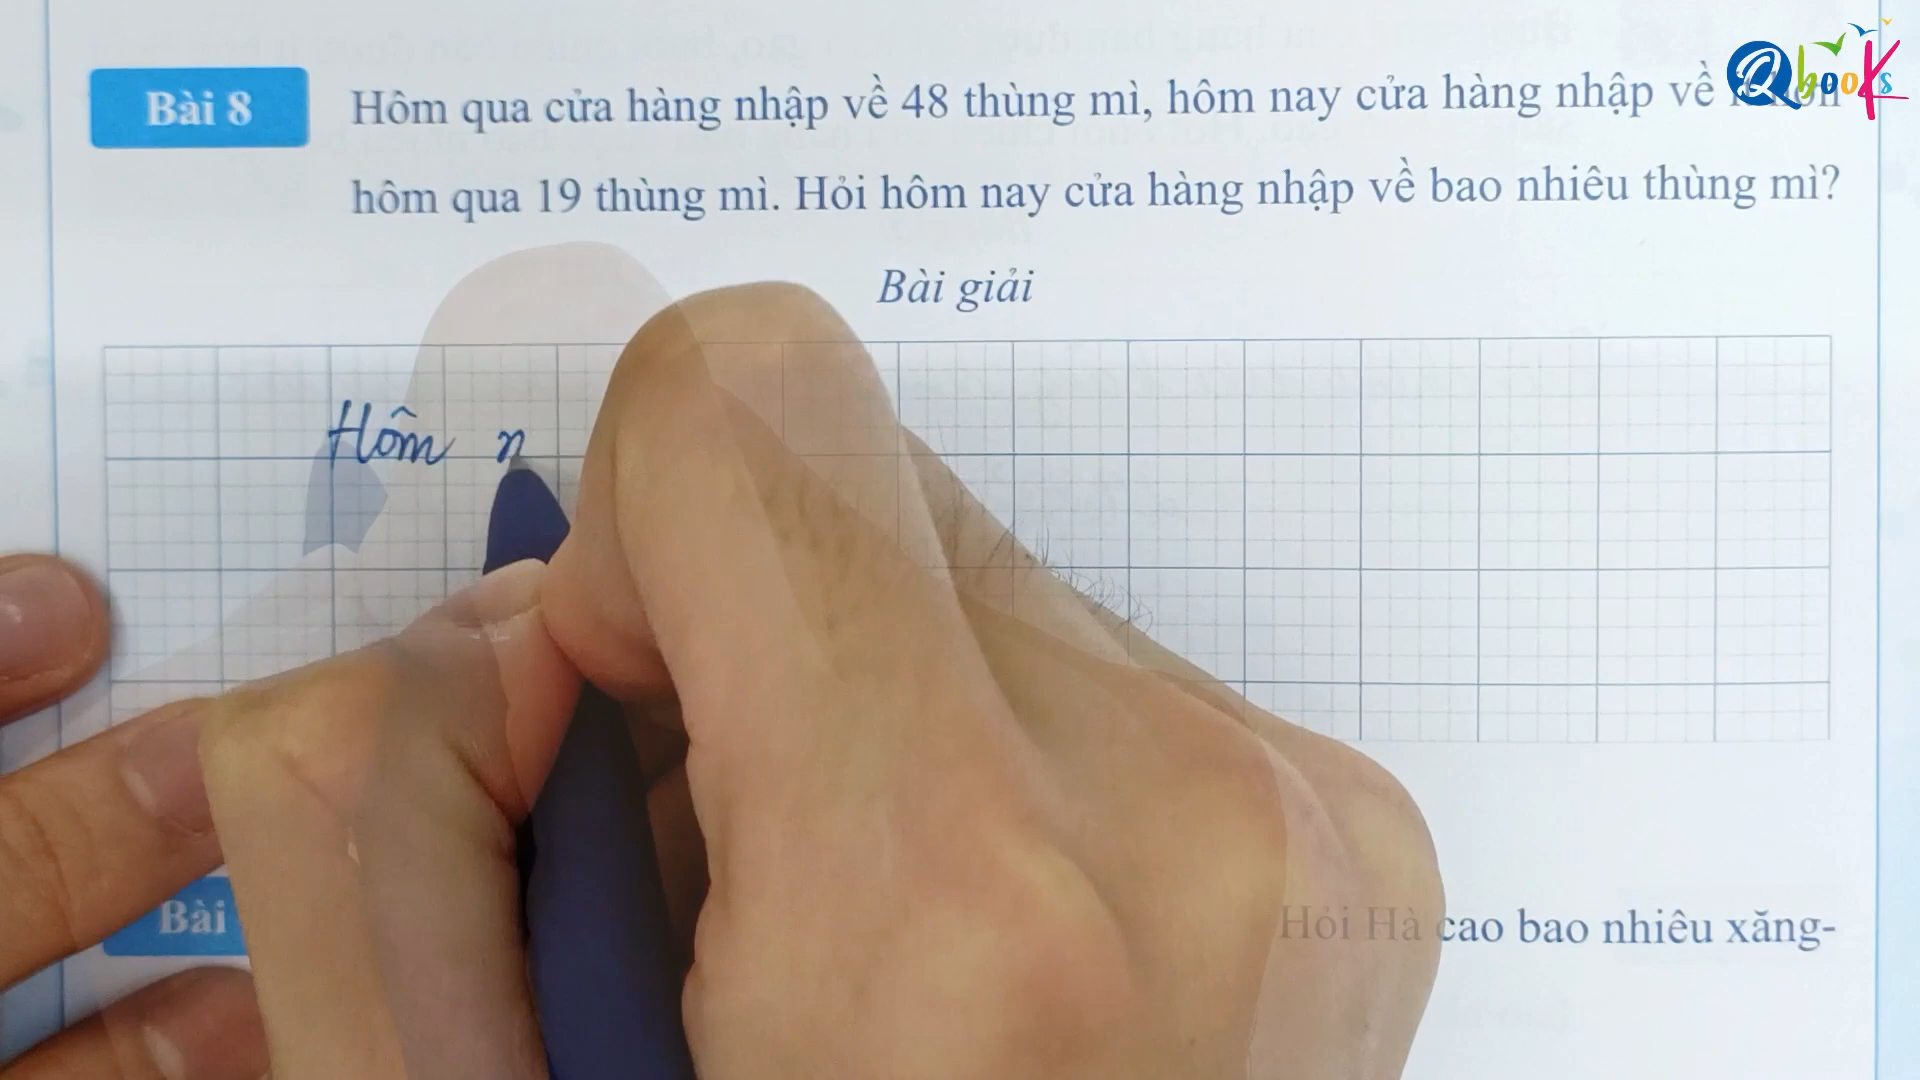 Qbooks
Bài 8
Hôm qua cửa hàng nhập về 48 thùng mì, hôm nay cửa hàng nhập về
hôm qua 19 thùng mì. Hỏi hôm nay cửa hàng nhập về bao nhiêu thùng mì?
Bài giải
Hôm n
Bài
Hỏi Hà cao bao nhiêu xăng-